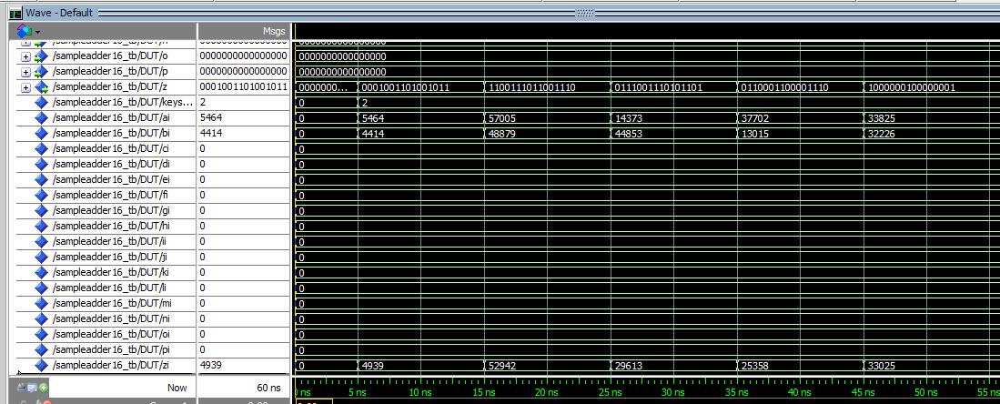 Wave - Default
Msgs
/sampleadder16_tb/DUT/n 0000000000000000 0000000000000000
/sampleadder16_tb/DUT/o 0000000000000000 0000000000000000
/sampleadder16_tb/DUT/p 0000000000000000 0000000000000000
/sampleadder16_tb/DUT/z 0001001101001011 0000000... 0001001101001011 1100111011001110 0111001110101101 0110001100001110 1000000100000001
/sampleadder16_tb/DUT/keys... 2 0 2
/sampleadder16_tb/DUT/ai 5464 0 5464 57005 14373 37702 33825
/sampleadder16_tb/DUT/bi 4414 0 4414 48879 44853 13015 32226
/sampleadder16_tb/DUT/ci 0 0
/sampleadder16_tb/DUT/di 0 0
/sampleadder16_tb/DUT/ei 0 0
/sampleadder16_tb/DUT/fi 0 0
/sampleadder16_tb/DUT/gi 0 0
/sampleadder16_tb/DUT/hi 0 0
/sampleadder16_tb/DUT/ii 0 0
/sampleadder16_tb/DUT/ji 0 0
/sampleadder16_tb/DUT/ki 0 0
/sampleadder16_tb/DUT/li 0 0
/sampleadder16_tb/DUT/mi 0 0
/sampleadder16_tb/DUT/ni 0 0
/sampleadder16_tb/DUT/oi 0 0
/sampleadder16_tb/DUT/pi 0 0
/sampleadder16_tb/DUT/zi 4939 0 4939 52942 29613 25358 33025
Now 60 ns ns 5 ns 10 ns 15 ns 20 ns 25 ns 30 ns 35 ns 40 ns 45 ns 50 ns 55 ns